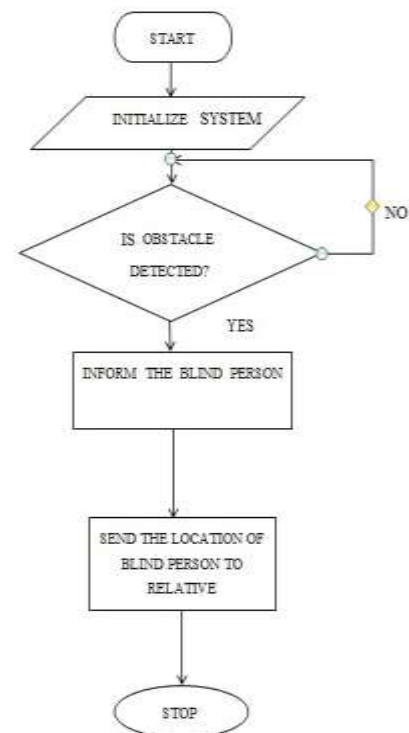 START
INITIALIZE SYSTEM
NO
IS OBSTACLE
DETECTED?
YES
INFORM THE BLIND PERSON
SEND THE LOCATION OF
BLIND PERSON TO
RELATIVE
STOP